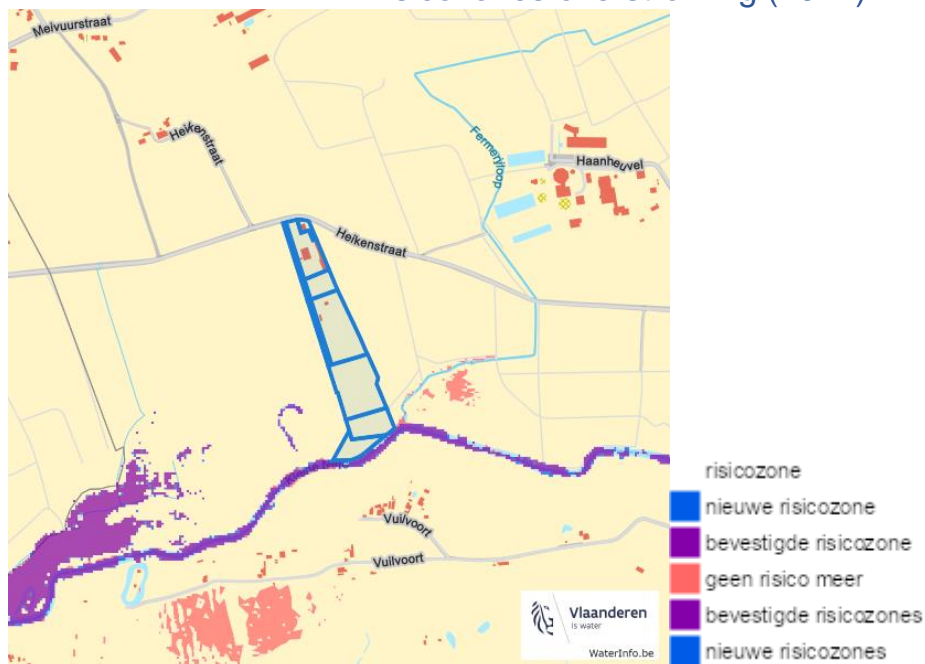 Melvuurstraat
Heikenstraat
Fermerijloop
Haanheuvel
Heikenstraat
Vuilvoort
Vuilvoort
Vlaanderen
is water
WaterInfo.be
risicozone
nieuwe risicozone
bevestigde risicozone
geen risico meer
bevestigde risicozones
nieuwe risicozones